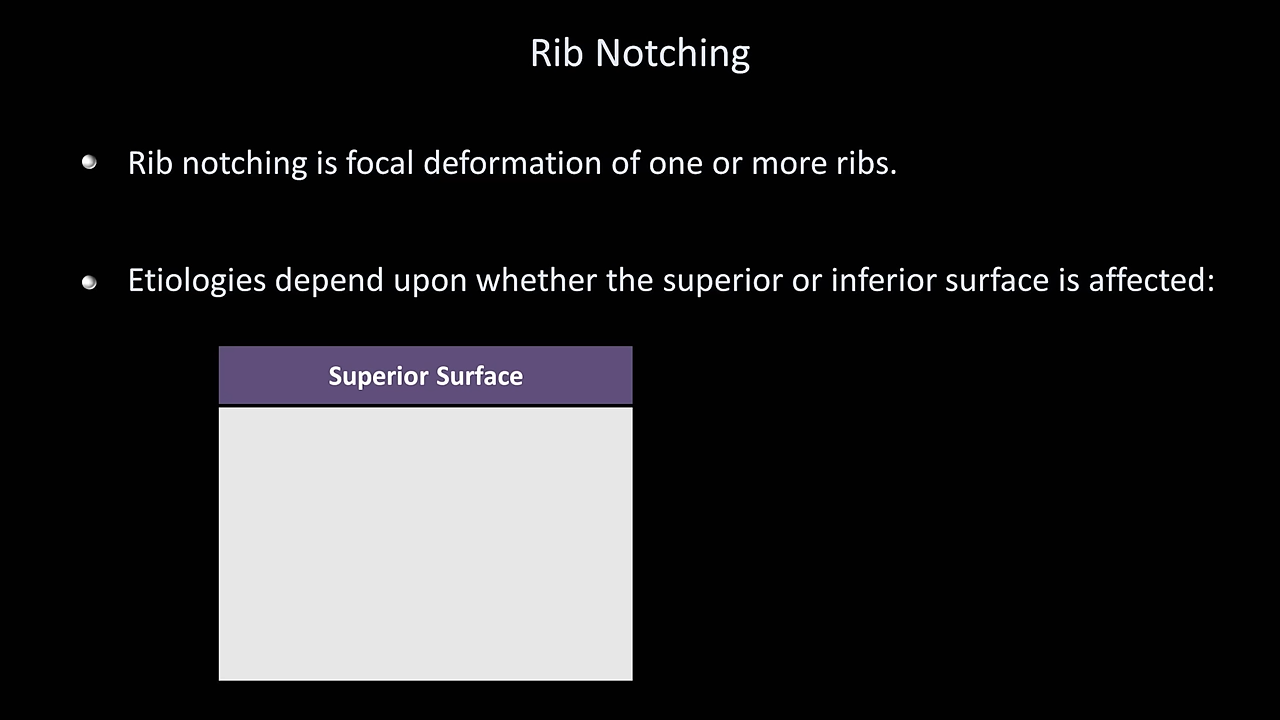 Rib Notching
Rib notching is focal deformation of one or more ribs.
Etiologies depend upon whether the superior or inferior surface is affected:
Superior Surface